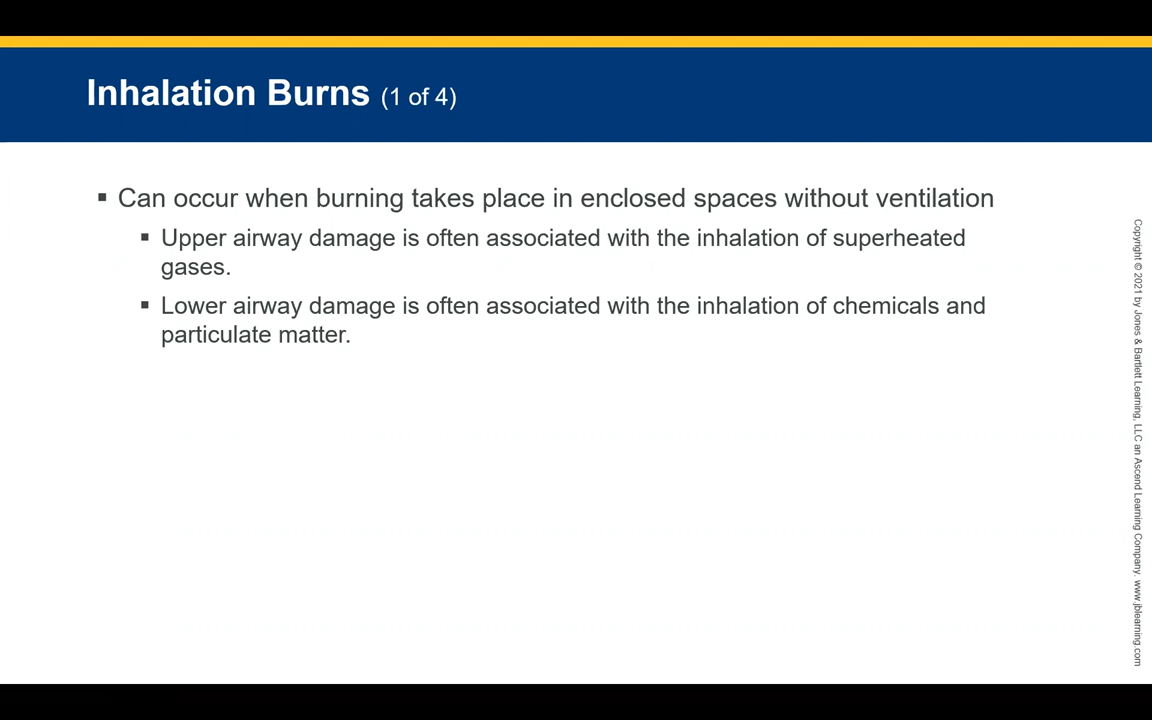 Inhalation Burns (1 of 4)
▪ Can occur when burning takes place in enclosed spaces without ventilation
▪ Upper airway damage is often associated with the inhalation of superheated
gases.
▪ Lower airway damage is often associated with the inhalation of chemicals and
particulate matter.
Copyright © 2021 by Jones & Bartlett Learning, LLC an Ascend Learning Company. www.jblearning.com